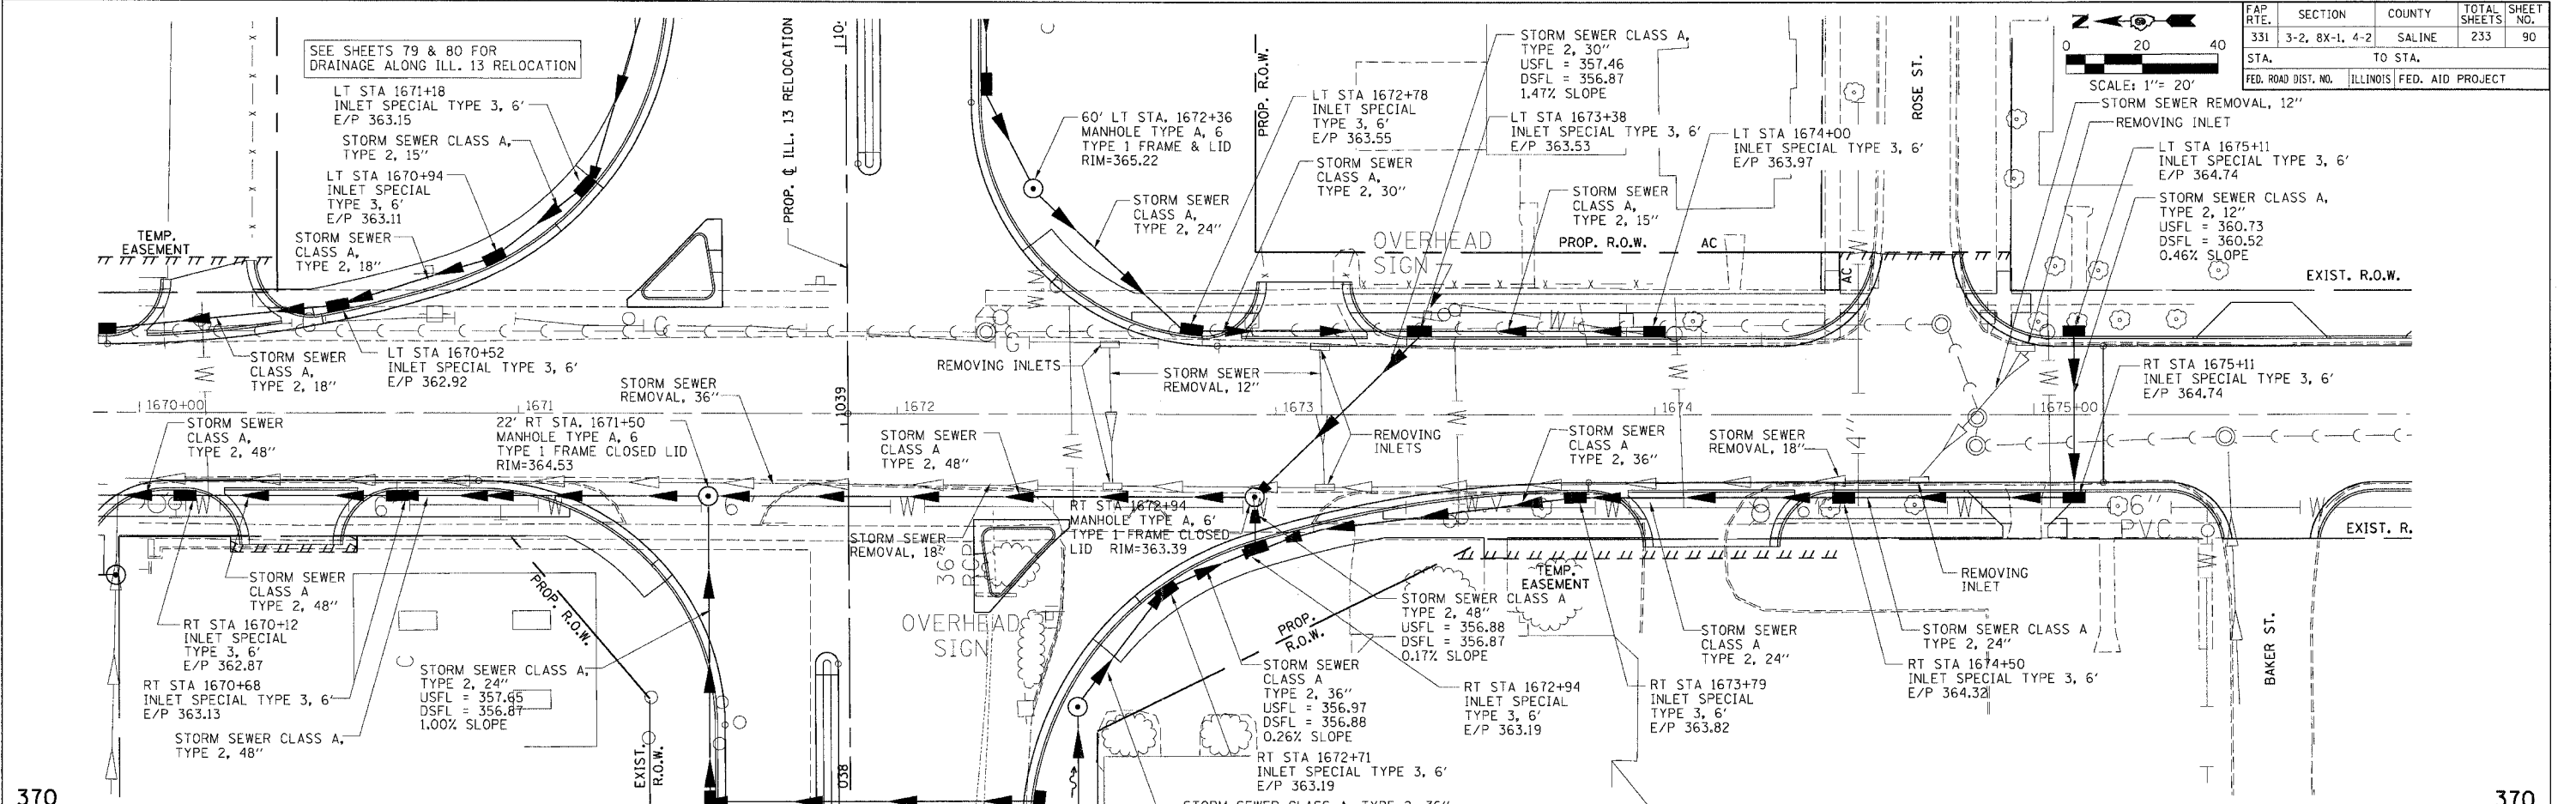 FAP RTE.
SECTION
COUNTY
TOTAL SHEETS
SHEET NO.
331
3-2, 8X-1, 4-2
SALINE
233
90
STA.
TO STA.
FED. ROAD DIST. NO.
ILLINOIS
FED. AID PROJECT
N
0
20
40
SCALE: 1"= 20'
SEE SHEETS 79 & 80 FOR
DRAINAGE ALONG ILL. 13 RELOCATION
LT STA 1671+18
INLET SPECIAL TYPE 3, 6'
E/P 363.15
STORM SEWER CLASS A,
TYPE 2, 15"
LT STA 1670+94
INLET SPECIAL
TYPE 3, 6'
E/P 363.11
STORM SEWER
CLASS A,
TYPE 2, 18"
TEMP.
EASEMENT
PROP. ℄ ILL. 13 RELOCATION
10
60' LT STA. 1672+36
MANHOLE TYPE A, 6
TYPE 1 FRAME & LID
RIM=365.22
STORM SEWER
CLASS A,
TYPE 2, 24"
PROP. R.O.W.
LT STA 1672+78
INLET SPECIAL
TYPE 3, 6'
E/P 363.55
STORM SEWER
CLASS A,
TYPE 2, 30"
STORM SEWER CLASS A,
TYPE 2, 30"
USFL = 357.46
DSFL = 356.87
1.47% SLOPE
LT STA 1673+38
INLET SPECIAL TYPE 3, 6'
E/P 363.53
STORM SEWER
CLASS A,
TYPE 2, 15"
LT STA 1674+00
INLET SPECIAL TYPE 3, 6'
E/P 363.97
OVERHEAD
SIGN
PROP. R.O.W.
AC
AC
ROSE ST.
STORM SEWER REMOVAL, 12"
REMOVING INLET
LT STA 1675+11
INLET SPECIAL TYPE 3, 6'
E/P 364.74
STORM SEWER CLASS A,
TYPE 2, 12"
USFL = 360.73
DSFL = 360.52
0.46% SLOPE
EXIST. R.O.W.
STORM SEWER
CLASS A,
TYPE 2, 18"
LT STA 1670+52
INLET SPECIAL TYPE 3, 6'
E/P 362.92
STORM SEWER
REMOVAL, 36"
REMOVING INLETS
STORM SEWER
REMOVAL, 12"
RT STA 1675+11
INLET SPECIAL TYPE 3, 6'
E/P 364.74
1670+00
1671
1039
1672
1673
1674
1675+00
STORM SEWER
CLASS A,
TYPE 2, 48"
22' RT STA. 1671+50
MANHOLE TYPE A, 6
TYPE 1 FRAME CLOSED LID
RIM=364.53
STORM SEWER
CLASS A
TYPE 2, 48"
REMOVING
INLETS
STORM SEWER
CLASS A
TYPE 2, 36"
STORM SEWER
REMOVAL, 18"
4"
RT STA 1672+94
MANHOLE TYPE A, 6'
TYPE 1 FRAME CLOSED
LID RIM=363.39
STORM SEWER
REMOVAL, 18"
36"
RCP
OVERHEAD
SIGN
6"
PVC
EXIST. R.
STORM SEWER
CLASS A
TYPE 2, 48"
RT STA 1670+12
INLET SPECIAL
TYPE 3, 6'
E/P 362.87
RT STA 1670+68
INLET SPECIAL TYPE 3, 6'
E/P 363.13
STORM SEWER CLASS A,
TYPE 2, 48"
PROP. R.O.W.
STORM SEWER CLASS A,
TYPE 2, 24"
USFL = 357.65
DSFL = 356.87
1.00% SLOPE
EXIST.
R.O.W.
038
TEMP.
EASEMENT
PROP.
R.O.W.
STORM SEWER CLASS A
TYPE 2, 48"
USFL = 356.88
DSFL = 356.87
0.17% SLOPE
STORM SEWER
CLASS A
TYPE 2, 36"
USFL = 356.97
DSFL = 356.88
0.26% SLOPE
RT STA 1672+94
INLET SPECIAL
TYPE 3, 6'
E/P 363.19
RT STA 1672+71
INLET SPECIAL TYPE 3, 6'
E/P 363.19
STORM SEWER CLASS A, TYPE 2, 36"
RT STA 1673+79
INLET SPECIAL
TYPE 3, 6'
E/P 363.82
STORM SEWER
CLASS A
TYPE 2, 24"
REMOVING
INLET
STORM SEWER CLASS A
TYPE 2, 24"
RT STA 1674+50
INLET SPECIAL TYPE 3, 6'
E/P 364.32
BAKER ST.
370
370